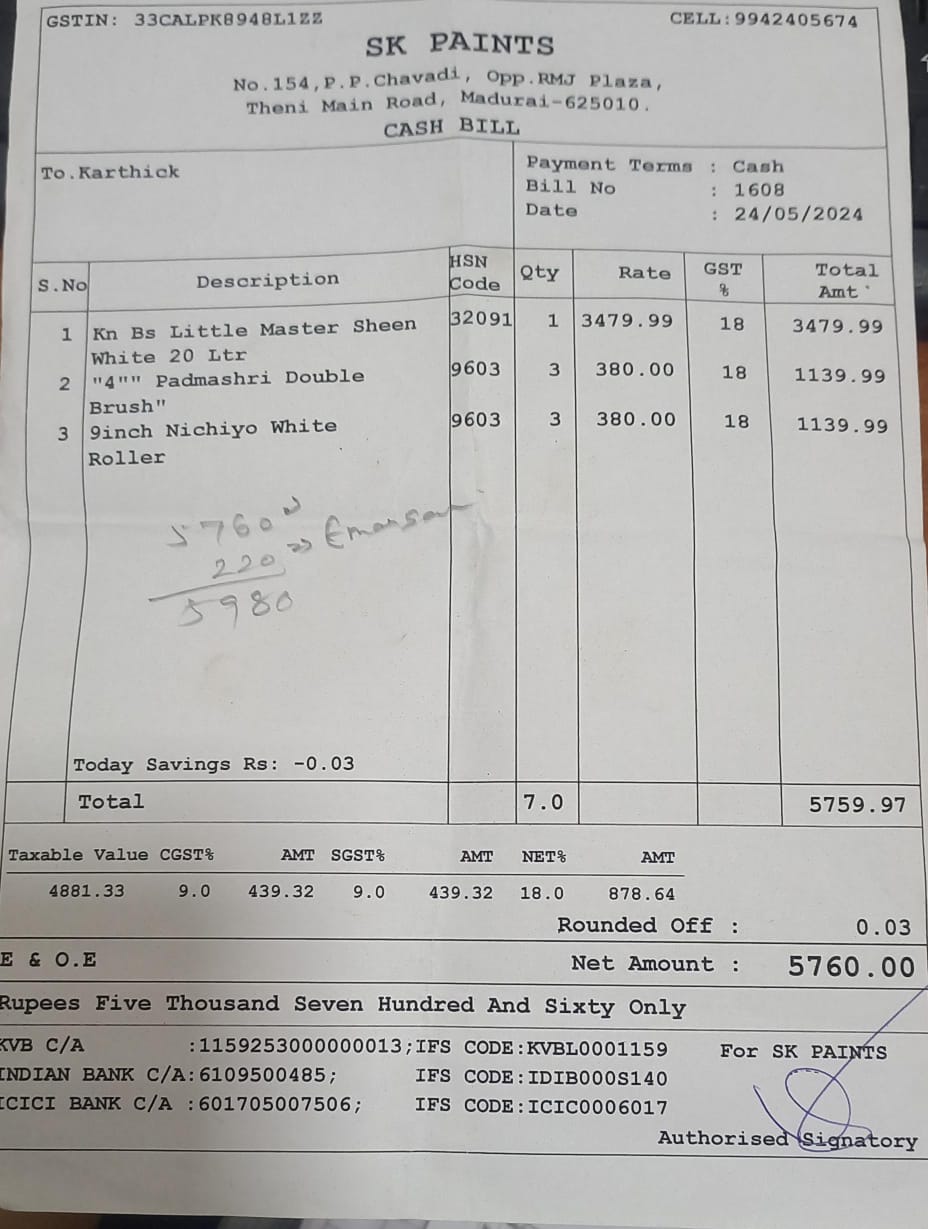 GSTIN: 33CALPK8948L1ZZ CELL:9942405674
SK PAINTS
No.154,P.P.Chavadi, Opp.RMJ Plaza,
Theni Main Road, Madurai-625010.
CASH BILL
To.Karthick
Payment Terms : Cash
Bill No : 1608
Date : 24/05/2024
S.No Description HSN Code Qty Rate GST % Total Amt
1 Kn Bs Little Master Sheen 32091 1 3479.99 18 3479.99
White 20 Ltr
2 "4"" Padmashri Double 9603 3 380.00 18 1139.99
Brush"
3 9inch Nichiyo White 9603 3 380.00 18 1139.99
Roller
5760
220
5980
Today Savings Rs: -0.03
Total 7.0 5759.97
Taxable Value CGST% AMT SGST% AMT NET% AMT
4881.33 9.0 439.32 9.0 439.32 18.0 878.64
Rounded Off : 0.03
E & O.E Net Amount : 5760.00
Rupees Five Thousand Seven Hundred And Sixty Only
KVB C/A :1159253000000013;IFS CODE:KVBL0001159
For SK PAINTS
INDIAN BANK C/A:6109500485; IFS CODE:IDIB000S140
ICICI BANK C/A :601705007506; IFS CODE:ICIC0006017
Authorised Signatory